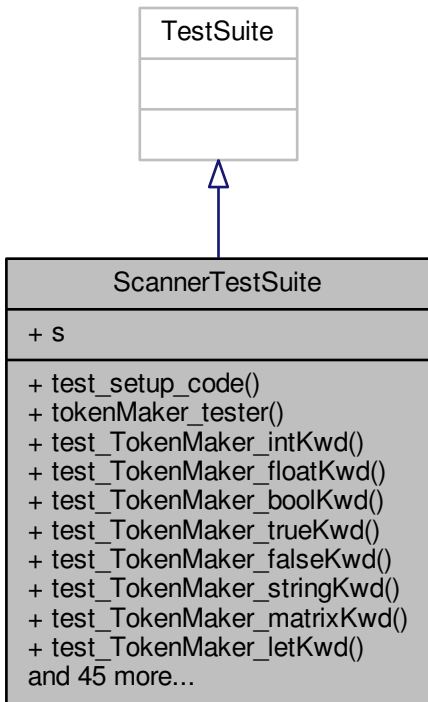 TestSuite
ScannerTestSuite
+ s
+ test_setup_code()
+ tokenMaker_tester()
+ test_TokenMaker_intKwd()
+ test_TokenMaker_floatKwd()
+ test_TokenMaker_boolKwd()
+ test_TokenMaker_trueKwd()
+ test_TokenMaker_falseKwd()
+ test_TokenMaker_stringKwd()
+ test_TokenMaker_matrixKwd()
+ test_TokenMaker_letKwd()
and 45 more...